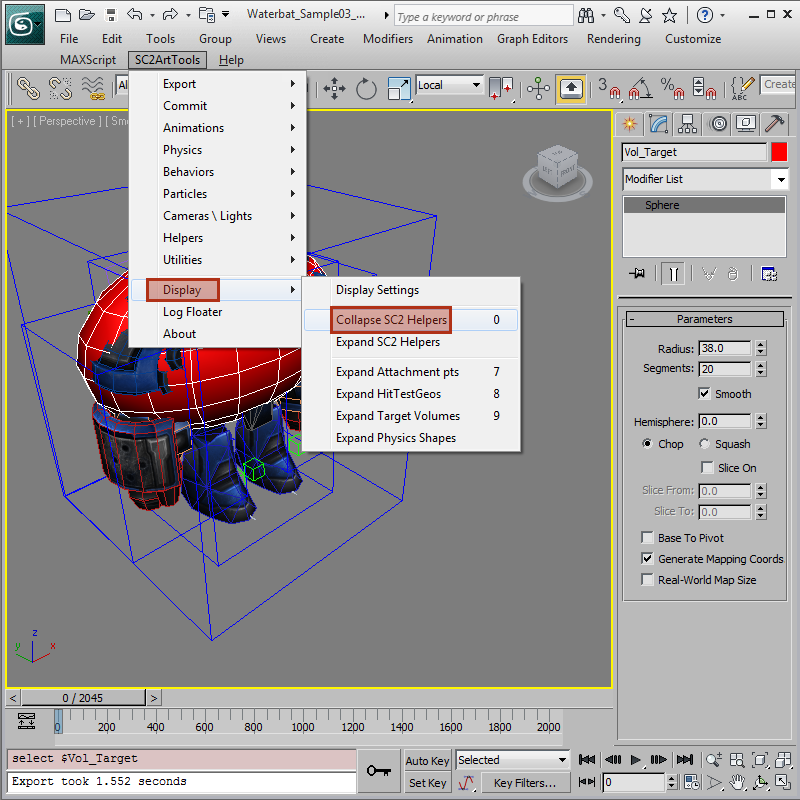 Waterbat_Sample03_...
Type a keyword or phrase
File Edit Tools Group Views Create Modifiers Animation Graph Editors Rendering Customize
MAXScript SC2ArtTools Help
Al
Local
3
ABC
Create
[ + ] [ Perspective ] [ Smo
Export
Commit
Animations
Physics
Behaviors
Particles
Cameras \ Lights
Helpers
Utilities
Display
Log Floater
About
Display Settings
Collapse SC2 Helpers 0
Expand SC2 Helpers
Expand Attachment pts 7
Expand HitTestGeos 8
Expand Target Volumes 9
Expand Physics Shapes
Vol_Target
Modifier List
Sphere
- Parameters
Radius: 38.0
Segments: 20
Smooth
Hemisphere: 0.0
Chop Squash
Slice On
Slice From: 0.0
Slice To: 0.0
Base To Pivot
Generate Mapping Coords
Real-World Map Size
z
y x
< 0 / 2045 >
0 200 400 600 800 1000 1200 1400 1600 1800 2000
select $Vol_Target
Export took 1.552 seconds
Auto Key Selected
Set Key Key Filters...
0